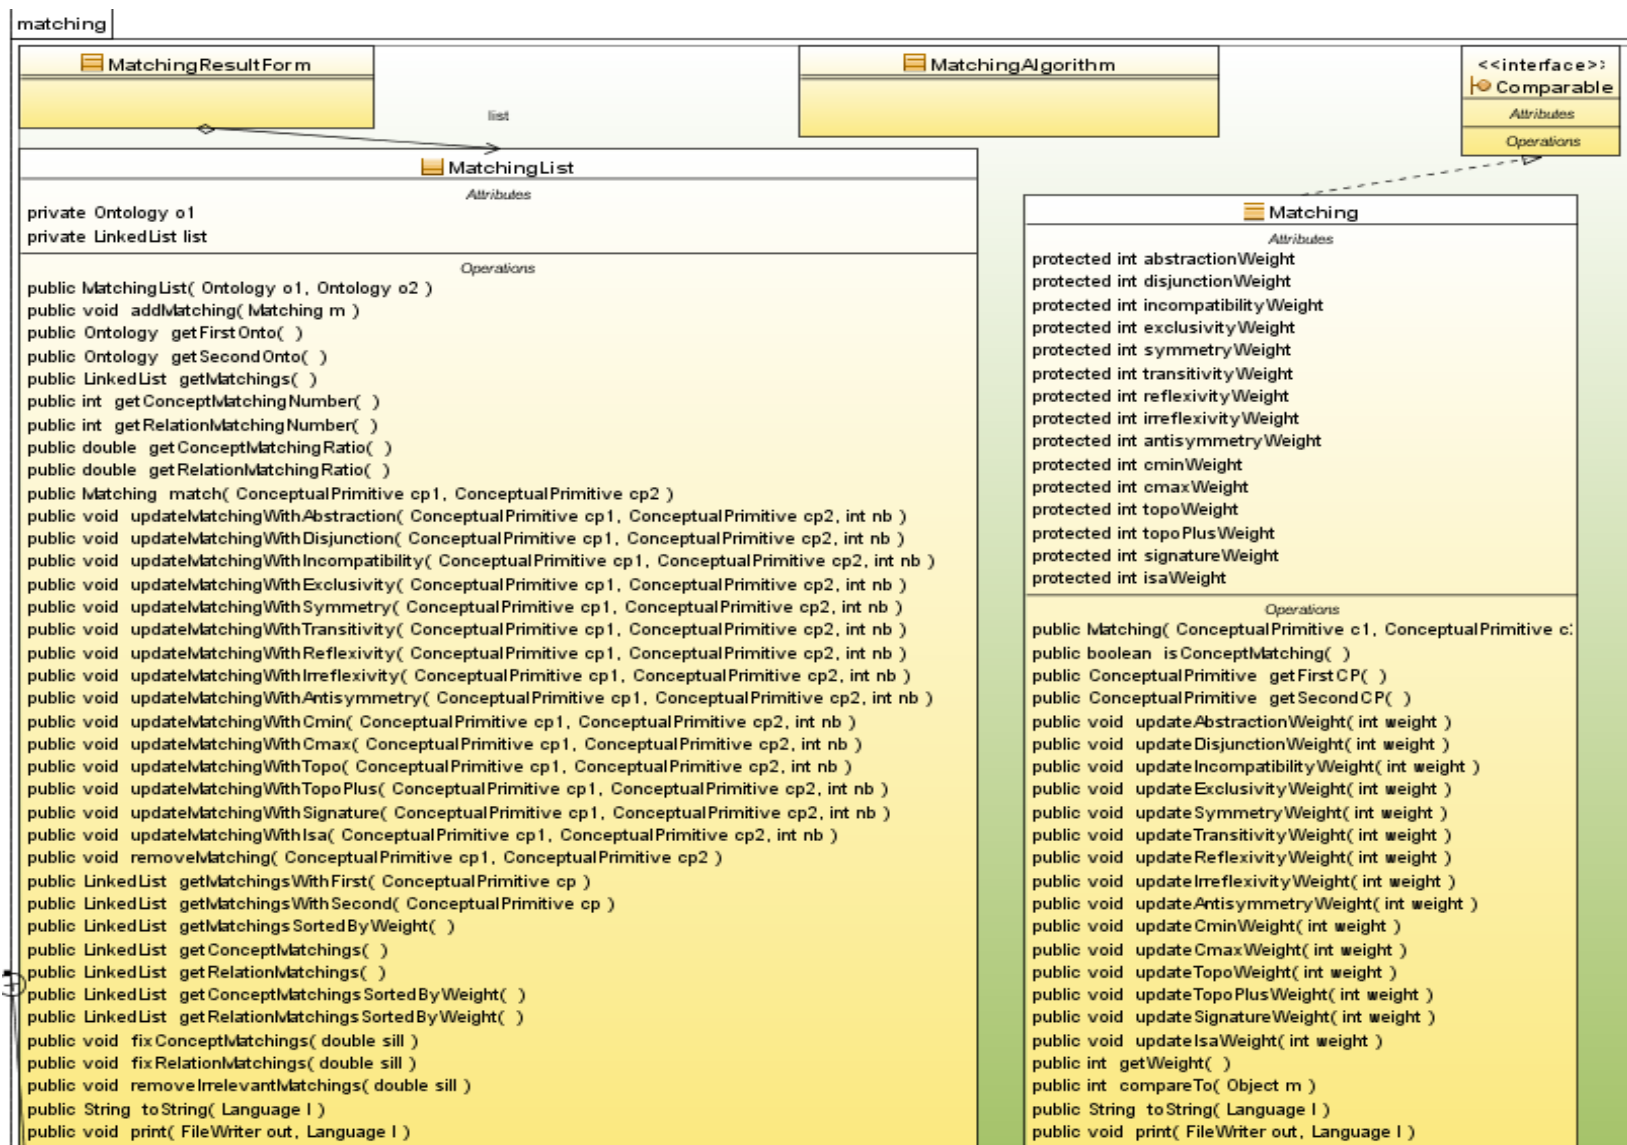 matching
MatchingResultForm
MatchingAlgorithm
<<interface>>
Comparable
Attributes
Operations
list
MatchingList
Attributes
private Ontology o1
private LinkedList list
Operations
public MatchingList( Ontology o1, Ontology o2 )
public void addMatching( Matching m )
public Ontology getFirstOnto( )
public Ontology getSecondOnto( )
public LinkedList getMatchings( )
public int getConceptMatchingNumber( )
public int getRelationMatchingNumber( )
public double getConceptMatchingRatio( )
public double getRelationMatchingRatio( )
public Matching match( ConceptualPrimitive cp1, ConceptualPrimitive cp2 )
public void updateMatchingWithAbstraction( ConceptualPrimitive cp1, ConceptualPrimitive cp2, int nb )
public void updateMatchingWithDisjunction( ConceptualPrimitive cp1, ConceptualPrimitive cp2, int nb )
public void updateMatchingWithIncompatibility( ConceptualPrimitive cp1, ConceptualPrimitive cp2, int nb )
public void updateMatchingWithExclusivity( ConceptualPrimitive cp1, ConceptualPrimitive cp2, int nb )
public void updateMatchingWithSymmetry( ConceptualPrimitive cp1, ConceptualPrimitive cp2, int nb )
public void updateMatchingWithTransitivity( ConceptualPrimitive cp1, ConceptualPrimitive cp2, int nb )
public void updateMatchingWithReflexivity( ConceptualPrimitive cp1, ConceptualPrimitive cp2, int nb )
public void updateMatchingWithIrreflexivity( ConceptualPrimitive cp1, ConceptualPrimitive cp2, int nb )
public void updateMatchingWithAntisymmetry( ConceptualPrimitive cp1, ConceptualPrimitive cp2, int nb )
public void updateMatchingWithCmin( ConceptualPrimitive cp1, ConceptualPrimitive cp2, int nb )
public void updateMatchingWithCmax( ConceptualPrimitive cp1, ConceptualPrimitive cp2, int nb )
public void updateMatchingWithTopo( ConceptualPrimitive cp1, ConceptualPrimitive cp2, int nb )
public void updateMatchingWithTopoPlus( ConceptualPrimitive cp1, ConceptualPrimitive cp2, int nb )
public void updateMatchingWithSignature( ConceptualPrimitive cp1, ConceptualPrimitive cp2, int nb )
public void updateMatchingWithIsa( ConceptualPrimitive cp1, ConceptualPrimitive cp2, int nb )
public void removeMatching( ConceptualPrimitive cp1, ConceptualPrimitive cp2 )
public LinkedList getMatchingsWithFirst( ConceptualPrimitive cp )
public LinkedList getMatchingsWithSecond( ConceptualPrimitive cp )
public LinkedList getMatchingsSortedByWeight( )
public LinkedList getConceptMatchings( )
public LinkedList getRelationMatchings( )
public LinkedList getConceptMatchingsSortedByWeight( )
public LinkedList getRelationMatchingsSortedByWeight( )
public void fixConceptMatchings( double sill )
public void fixRelationMatchings( double sill )
public void removeIrrelevantMatchings( double sill )
public String toString( Language l )
public void print( FileWriter out, Language l )
Matching
Attributes
protected int abstractionWeight
protected int disjunctionWeight
protected int incompatibilityWeight
protected int exclusivityWeight
protected int symmetryWeight
protected int transitivityWeight
protected int reflexivityWeight
protected int irreflexivityWeight
protected int antisymmetryWeight
protected int cminWeight
protected int cmaxWeight
protected int topoWeight
protected int topoPlusWeight
protected int signatureWeight
protected int isaWeight
Operations
public Matching( ConceptualPrimitive c1, ConceptualPrimitive
public boolean isConceptMatching( )
public ConceptualPrimitive getFirstCP( )
public ConceptualPrimitive getSecondCP( )
public void updateAbstractionWeight( int weight )
public void updateDisjunctionWeight( int weight )
public void updateIncompatibilityWeight( int weight )
public void updateExclusivityWeight( int weight )
public void updateSymmetryWeight( int weight )
public void updateTransitivityWeight( int weight )
public void updateReflexivityWeight( int weight )
public void updateIrreflexivityWeight( int weight )
public void updateAntisymmetryWeight( int weight )
public void updateCminWeight( int weight )
public void updateCmaxWeight( int weight )
public void updateTopoWeight( int weight )
public void updateTopoPlusWeight( int weight )
public void updateSignatureWeight( int weight )
public void updateIsaWeight( int weight )
public int getWeight( )
public int compareTo( Object m )
public String toString( Language l )
public void print( FileWriter out, Language l )